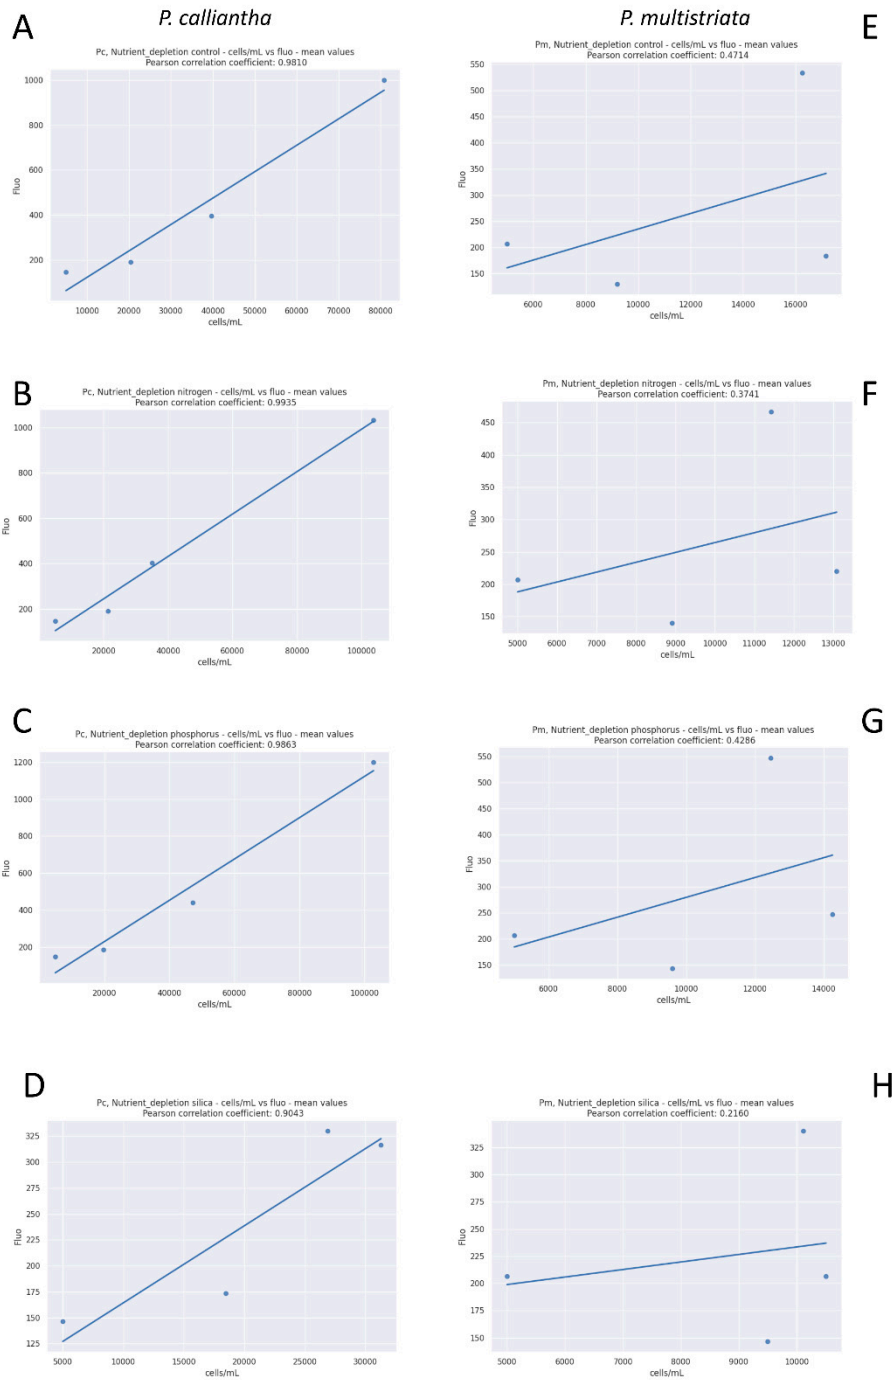 P. calliantha
P. multistriata
A
Pc, Nutrient_depletion control - cells/mL vs fluo - mean values
Pearson correlation coefficient: 0.9810
1000
800
600
400
200
Fluo
10000 20000 30000 40000 50000 60000 70000 80000
cells/mL
E
Pm, Nutrient_depletion control - cells/mL vs fluo - mean values
Pearson correlation coefficient: 0.4714
550
500
450
400
350
300
250
200
150
Fluo
6000 8000 10000 12000 14000 16000
cells/mL
B
Pc, Nutrient_depletion nitrogen - cells/mL vs fluo - mean values
Pearson correlation coefficient: 0.9935
1000
800
600
400
200
Fluo
20000 40000 60000 80000 100000
cells/mL
F
Pm, Nutrient_depletion nitrogen - cells/mL vs fluo - mean values
Pearson correlation coefficient: 0.3741
450
400
350
300
250
200
150
Fluo
5000 6000 7000 8000 9000 10000 11000 12000 13000
cells/mL
C
Pc, Nutrient_depletion phosphorus - cells/mL vs fluo - mean values
Pearson correlation coefficient: 0.9863
1200
1000
800
600
400
200
Fluo
20000 40000 60000 80000 100000
cells/mL
G
Pm, Nutrient_depletion phosphorus - cells/mL vs fluo - mean values
Pearson correlation coefficient: 0.4286
550
500
450
400
350
300
250
200
150
Fluo
6000 8000 10000 12000 14000
cells/mL
D
Pc, Nutrient_depletion silica - cells/mL vs fluo - mean values
Pearson correlation coefficient: 0.9043
325
300
275
250
225
200
175
150
125
Fluo
5000 10000 15000 20000 25000 30000
cells/mL
H
Pm, Nutrient_depletion silica - cells/mL vs fluo - mean values
Pearson correlation coefficient: 0.2160
325
300
275
250
225
200
175
150
Fluo
5000 6000 7000 8000 9000 10000
cells/mL